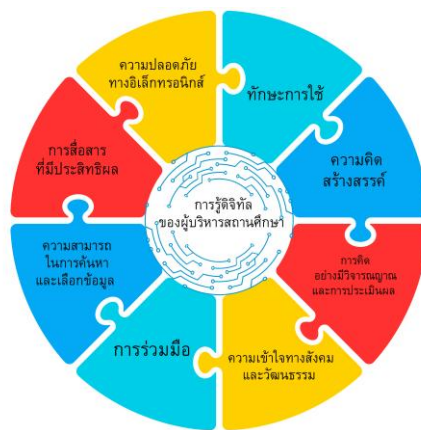 ความปลอดภัย
ทางอิเล็กทรอนิกส์
ทักษะการใช้
การสื่อสาร
ที่มีประสิทธิผล
ความคิด
สร้างสรรค์
การรู้ดิจิทัล
ของผู้บริหารสถานศึกษา
ความสามารถ
ในการค้นหา
และเลือกข้อมูล
การคิด
อย่างมีวิจารณญาณ
และการประเมินผล
การร่วมมือ
ความเข้าใจทางสังคม
และวัฒนธรรม